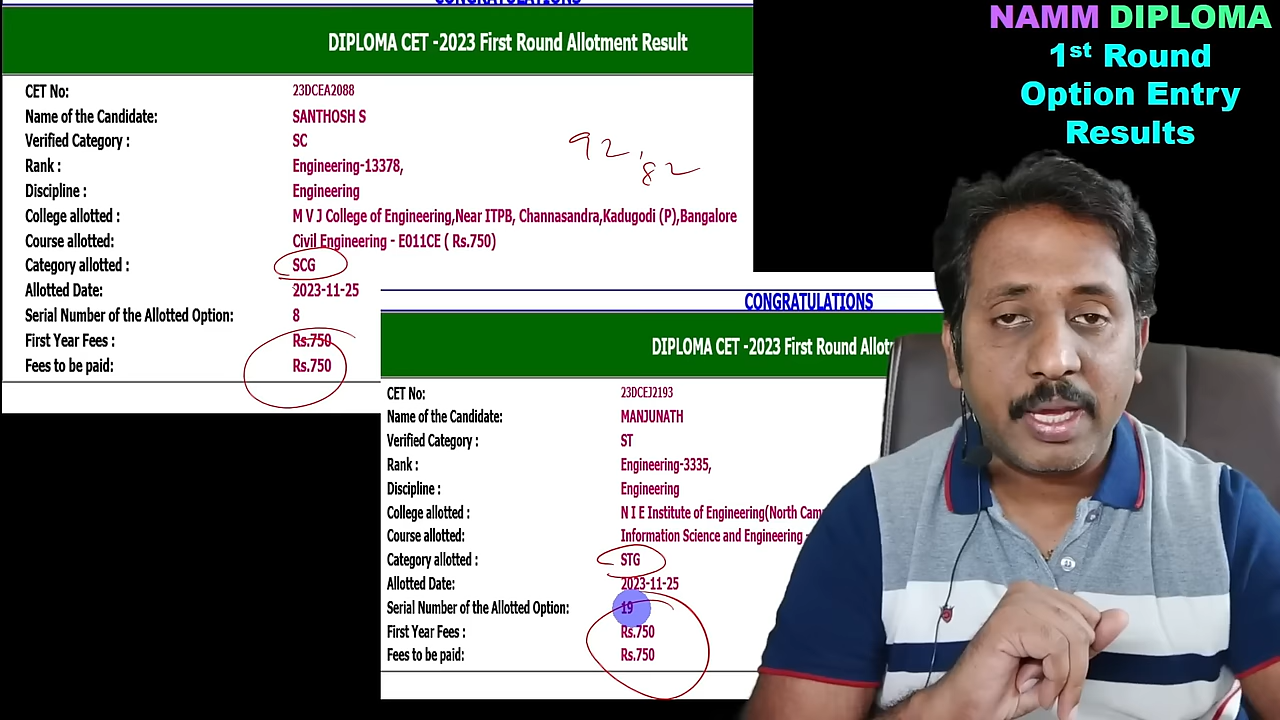 CONGRATULATIONS
DIPLOMA CET -2023 First Round Allotment Result
CET No: 23DCEA2088
Name of the Candidate: SANTHOSH S
Verified Category : SC
Rank : Engineering-13378,
Discipline : Engineering
College allotted : M V J College of Engineering,Near ITPB, Channasandra,Kadugodi (P),Bangalore
Course allotted: Civil Engineering - E011CE ( Rs.750)
Category allotted : SCG
Allotted Date: 2023-11-25
Serial Number of the Allotted Option: 8
First Year Fees : Rs.750
Fees to be paid: Rs.750
92, 82
NAMM DIPLOMA
1st Round
Option Entry
Results
CONGRATULATIONS
DIPLOMA CET -2023 First Round Allot
CET No: 23DCEJ2193
Name of the Candidate: MANJUNATH
Verified Category : ST
Rank : Engineering-3335,
Discipline : Engineering
College allotted : N I E Institute of Engineering(North Cam
Course allotted: Information Science and Engineering -
Category allotted : STG
Allotted Date: 2023-11-25
Serial Number of the Allotted Option: 19
First Year Fees : Rs.750
Fees to be paid: Rs.750